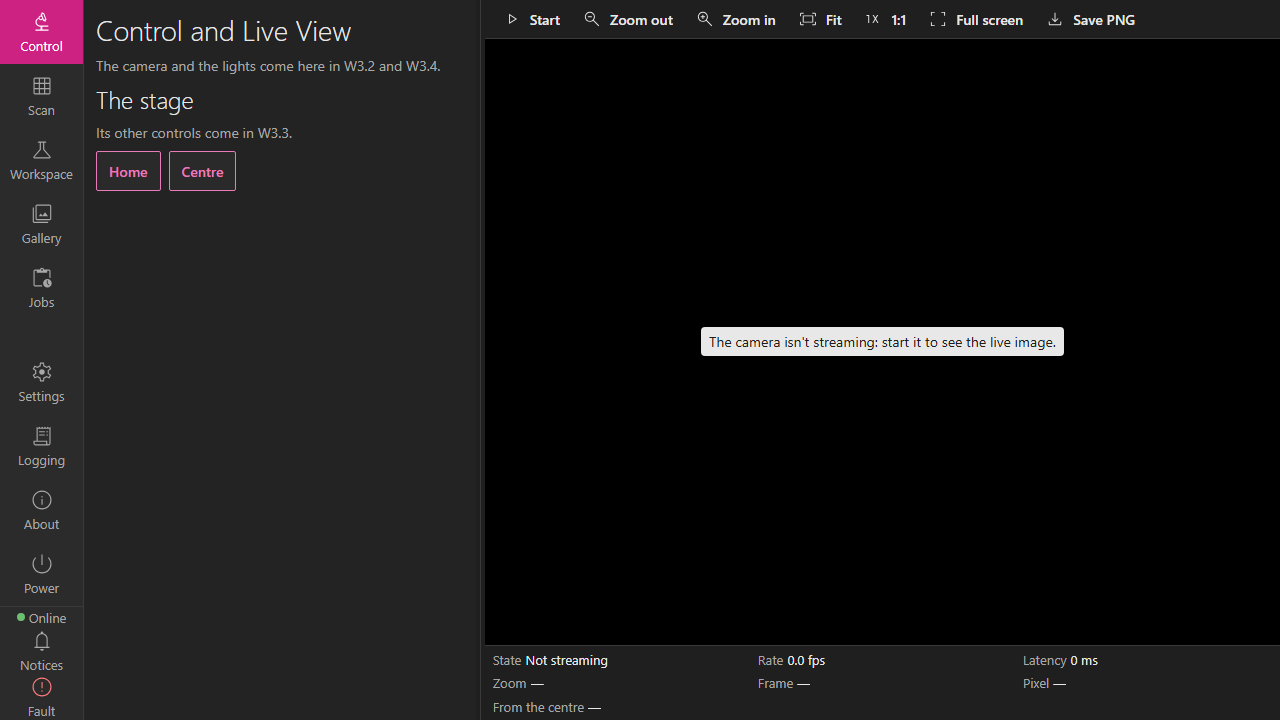 Control
Scan
Workspace
Gallery
Jobs
Settings
Logging
About
Power
Online
Notices
Fault
Control and Live View
The camera and the lights come here in W3.2 and W3.4.
The stage
Its other controls come in W3.3.
Home Centre
Start Zoom out Zoom in Fit 1X 1:1 Full screen Save PNG
The camera isn't streaming: start it to see the live image.
State Not streaming Rate 0.0 fps Latency 0 ms
Zoom — Frame — Pixel —
From the centre —